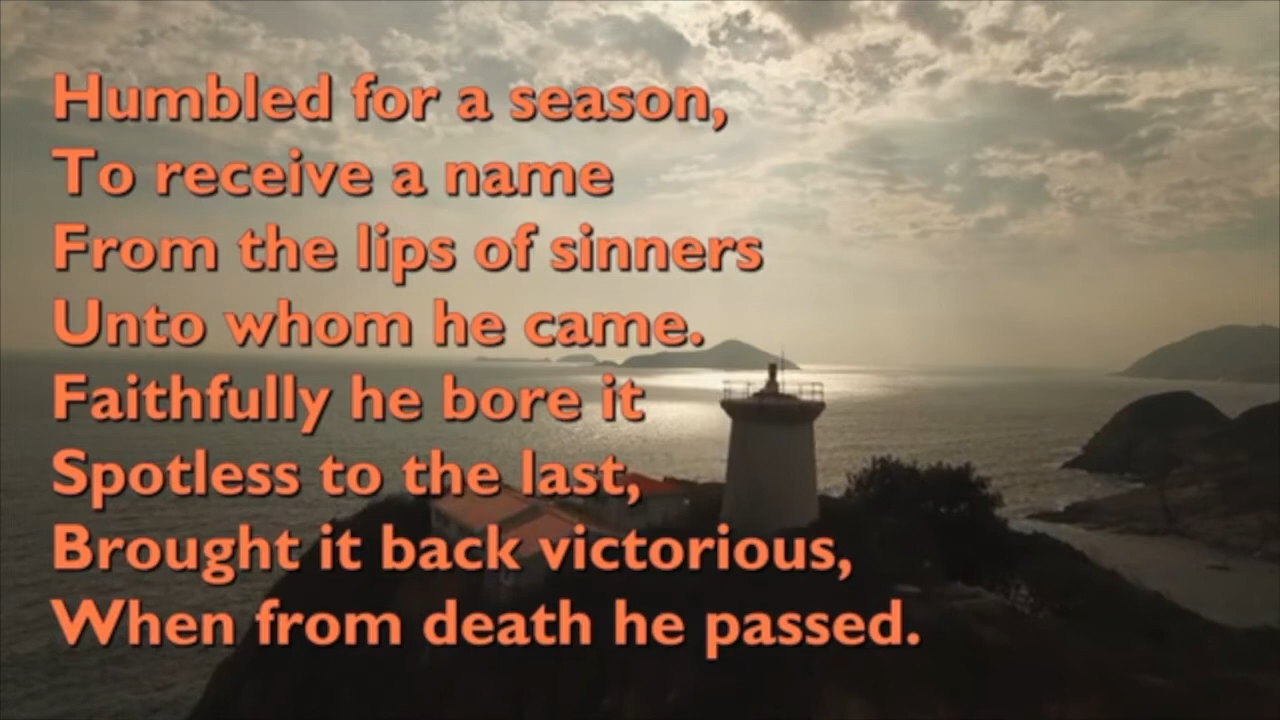 Humbled for a season,
To receive a name
From the lips of sinners
Unto whom he came.
Faithfully he bore it
Spotless to the last,
Brought it back victorious,
When from death he passed.